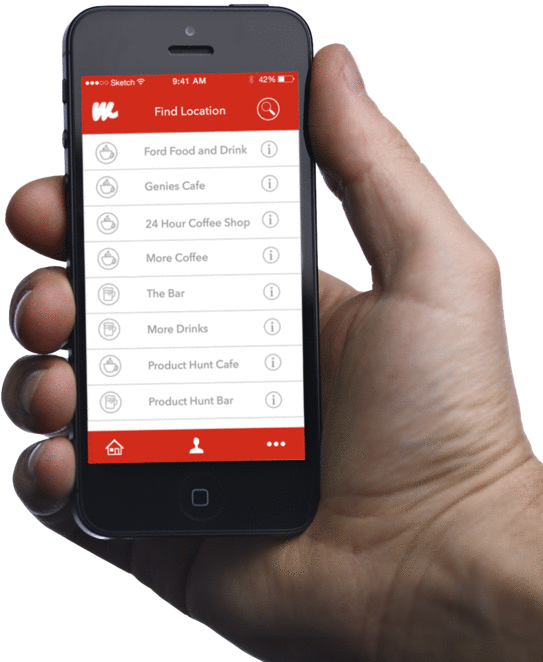 Sketch 9:41 AM 42%
Find Location
Ford Food and Drink
Genies Cafe
24 Hour Coffee Shop
More Coffee
The Bar
More Drinks
Product Hunt Cafe
Product Hunt Bar